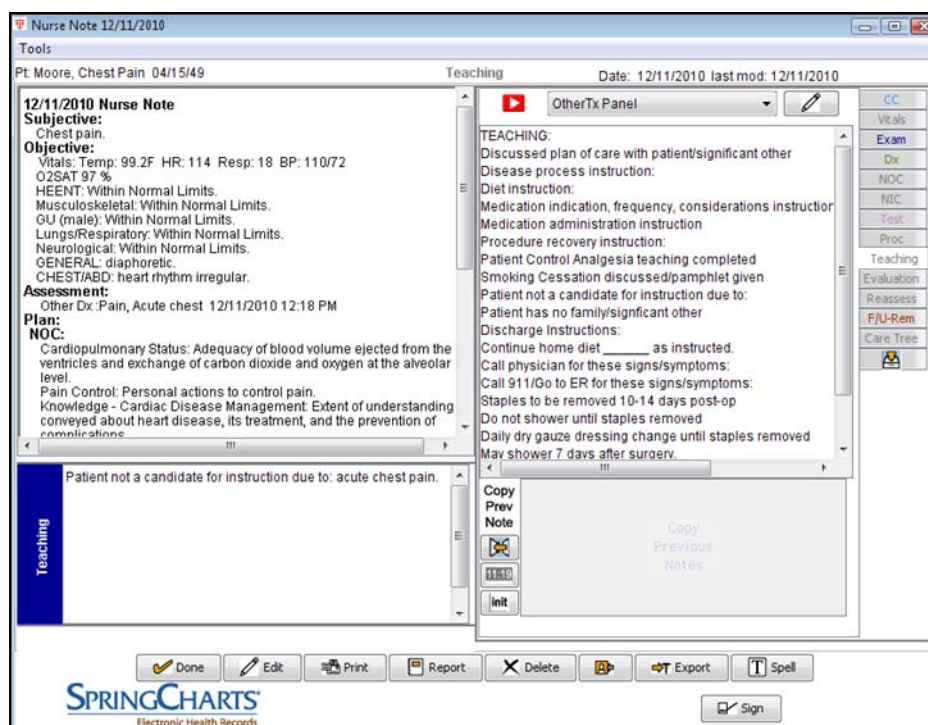 Nurse Note 12/11/2010
Tools
Pt: Moore, Chest Pain 04/15/49
Teaching
Date: 12/11/2010 last mod: 12/11/2010
12/11/2010 Nurse Note
Subjective:
Chest pain.
Objective:
Vitals: Temp: 99.2F HR: 114 Resp: 18 BP: 110/72
O2SAT 97 %
HEENT: Within Normal Limits.
Musculoskeletal: Within Normal Limits.
GU (male): Within Normal Limits.
Lungs/Respiratory: Within Normal Limits.
Neurological: Within Normal Limits.
GENERAL: diaphoretic.
CHEST/ABD: heart rhythm irregular.
Assessment:
Other Dx :Pain, Acute chest 12/11/2010 12:18 PM
Plan:
NOC:
Cardiopulmonary Status: Adequacy of blood volume ejected from the
ventricles and exchange of carbon dioxide and oxygen at the alveolar
level.
Pain Control: Personal actions to control pain.
Knowledge - Cardiac Disease Management: Extent of understanding
conveyed about heart disease, its treatment, and the prevention of
complications
Teaching
Patient not a candidate for instruction due to: acute chest pain.
OtherTx Panel
TEACHING:
Discussed plan of care with patient/significant other
Disease process instruction:
Diet instruction:
Medication indication, frequency, considerations instruction
Medication administration instruction
Procedure recovery instruction:
Patient Control Analgesia teaching completed
Smoking Cessation discussed/pamphlet given
Patient not a candidate for instruction due to:
Patient has no family/signficant other
Discharge Instructions:
Continue home diet ______ as instructed.
Call physician for these signs/symptoms:
Call 911/Go to ER for these signs/symptoms:
Staples to be removed 10-14 days post-op
Do not shower until staples removed
Daily dry gauze dressing change until staples removed
May shower 7 days after surgery.
Copy
Prev
Note
init
Copy
Previous
Notes
CC
Vitals
Exam
Dx
NOC
NIC
Test
Proc
Teaching
Evaluation
Reassess
F/U-Rem
Care Tree
Done
Edit
Print
Report
Delete
Export
T Spell
Sign
SPRINGCHARTS
Electronic Health Records